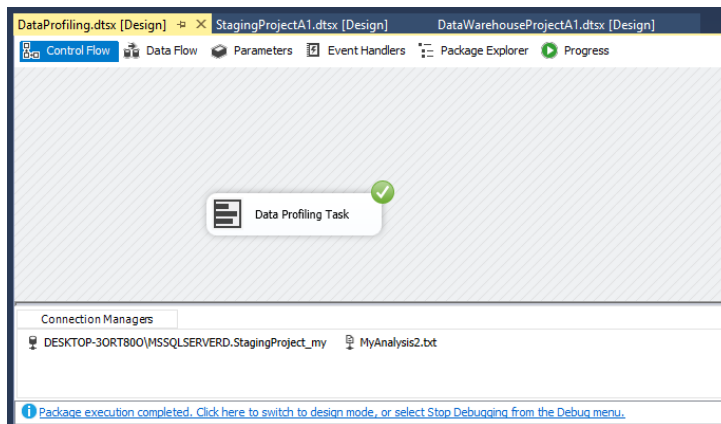 DataProfiling.dtsx [Design] StagingProjectA1.dtsx [Design] DataWarehouseProjectA1.dtsx [Design]
Control Flow Data Flow Parameters Event Handlers Package Explorer Progress
Data Profiling Task
Connection Managers
DESKTOP-3ORT80O\MSSQLSERVERD.StagingProject_my MyAnalysis2.txt
Package execution completed. Click here to switch to design mode, or select Stop Debugging from the Debug menu.